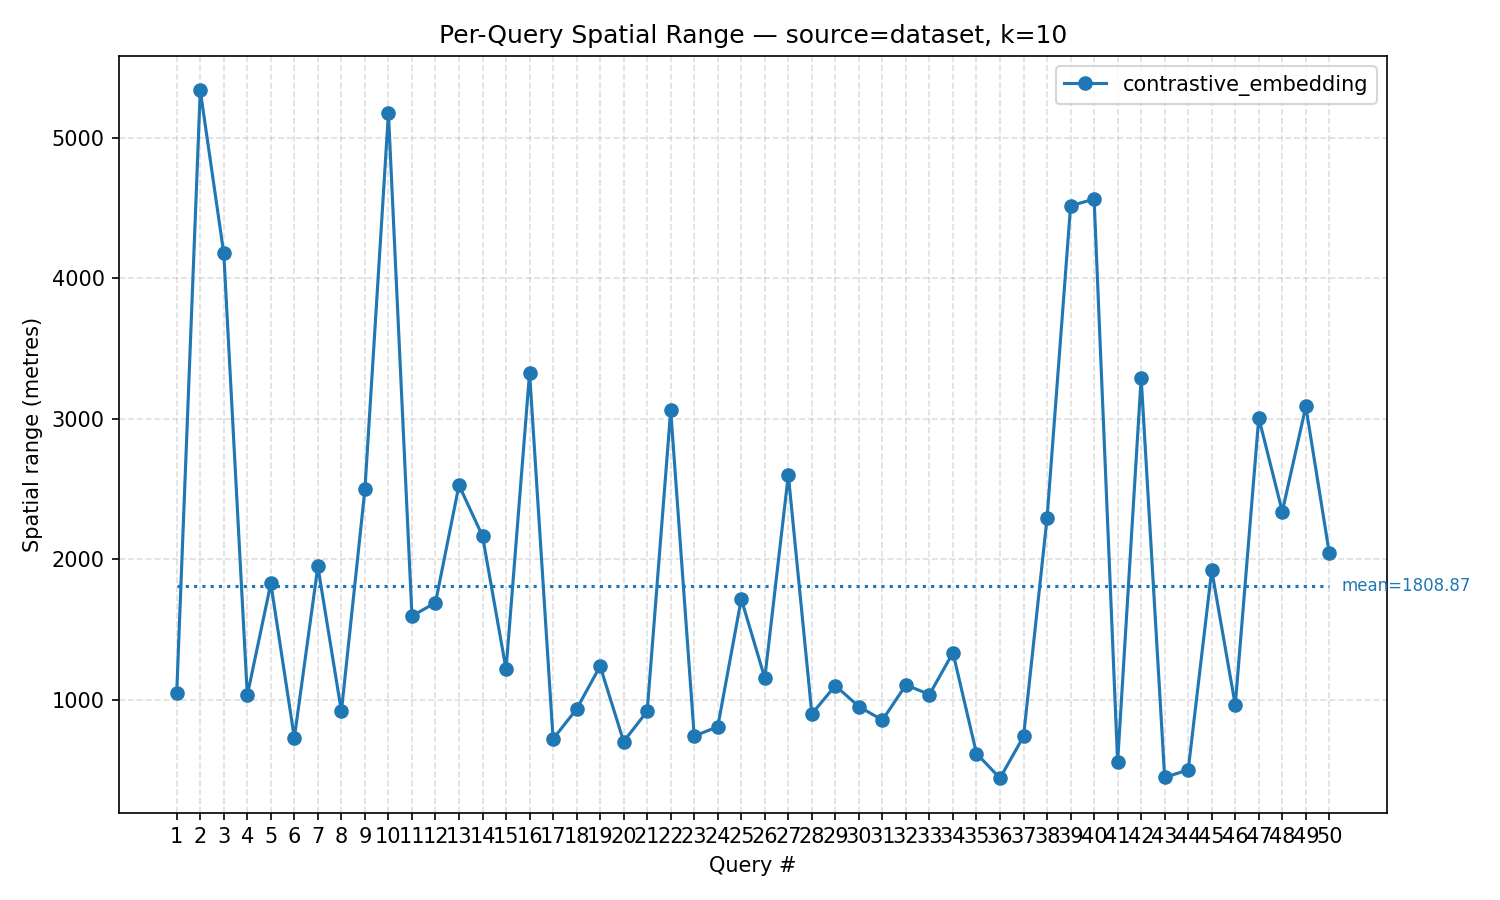 Per-Query Spatial Range — source=dataset, k=10
contrastive_embedding
5000
4000
3000
2000
1000
Spatial range (metres)
mean=1808.87
1 2 3 4 5 6 7 8 9 10 11 12 13 14 15 16 17 18 19 20 21 22 23 24 25 26 27 28 29 30 31 32 33 34 35 36 37 38 39 40 41 42 43 44 45 46 47 48 49 50
Query #